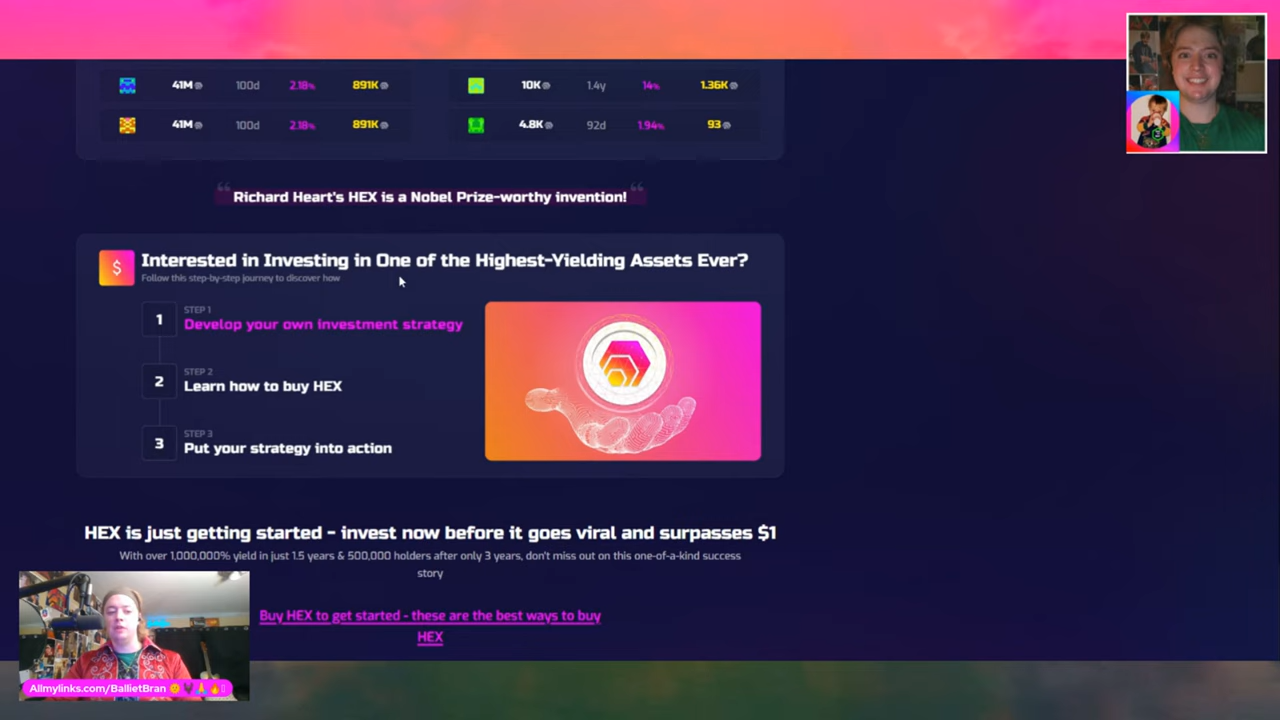 41M 100d 2.18% 891K 10K 1.4y 14% 1.36K
41M 100d 2.18% 891K 4.8K 92d 1.94% 93
“Richard Heart's HEX is a Nobel Prize-worthy invention!”
$
Interested in Investing in One of the Highest-Yielding Assets Ever?
Follow this step-by-step journey to discover how
1
STEP 1
Develop your own investment strategy
2
STEP 2
Learn how to buy HEX
3
STEP 3
Put your strategy into action
HEX is just getting started - invest now before it goes viral and surpasses $1
With over 1,000,000% yield in just 1.5 years & 500,000 holders after only 3 years, don't miss out on this one-of-a-kind success
story
Buy HEX to get started - these are the best ways to buy
HEX
Allmylinks.com/BallietBran